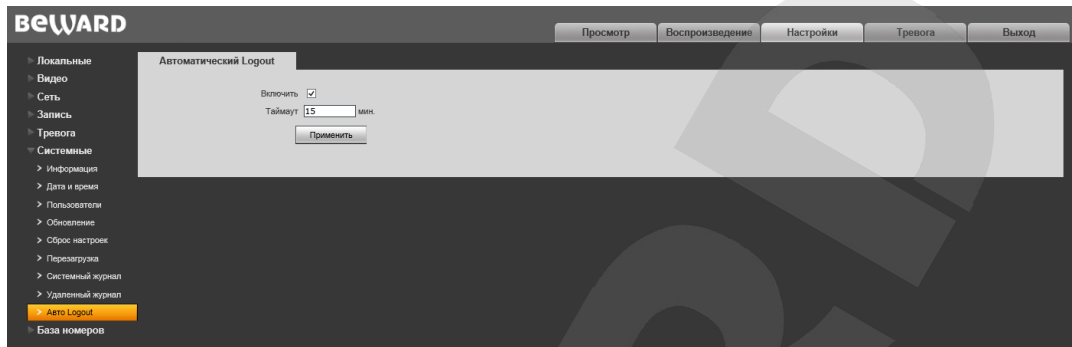 BEWARD
Просмотр
Воспроизведение
Настройки
Тревога
Выход
Локальные
Видео
Сеть
Запись
Тревога
Системные
Информация
Дата и время
Пользователи
Обновление
Сброс настроек
Перезагрузка
Системный журнал
Удаленный журнал
Авто Logout
База номеров
Автоматический Logout
Включить
Таймаут 15 мин.
Применить